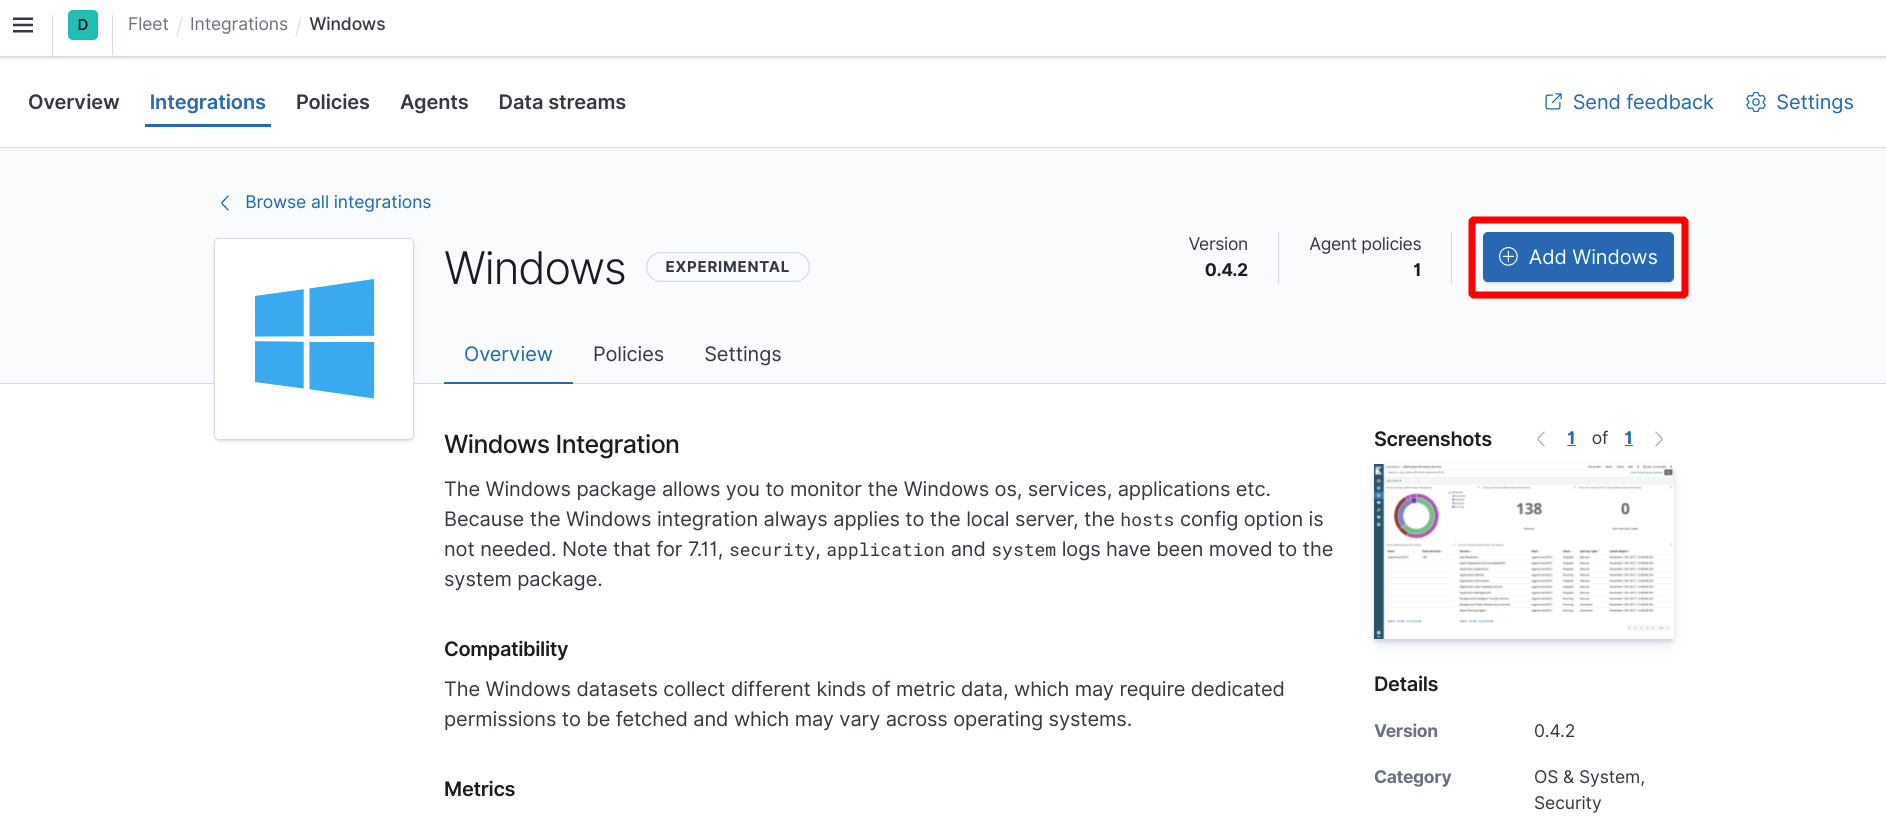 D Fleet / Integrations / Windows
Overview Integrations Policies Agents Data streams Send feedback Settings
Browse all integrations
Windows EXPERIMENTAL
Version
0.4.2
Agent policies
1
Add Windows
Overview Policies Settings
Windows Integration
The Windows package allows you to monitor the Windows os, services, applications etc.
Because the Windows integration always applies to the local server, the hosts config option is
not needed. Note that for 7.11, security, application and system logs have been moved to the
system package.
Compatibility
The Windows datasets collect different kinds of metric data, which may require dedicated
permissions to be fetched and which may vary across operating systems.
Metrics
Screenshots 1 of 1
138 0
Details
Version 0.4.2
Category OS & System,
Security